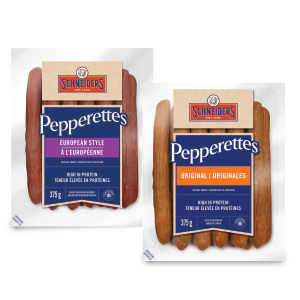 SCHNEIDERS
Pepperettes
EUROPEAN STYLE
À L'EUROPÉENNE
HIGH IN PROTEIN
TENEUR ÉLEVÉE EN PROTÉINES
375 g
SCHNEIDERS
Pepperettes
ORIGINAL | ORIGINALES
HIGH IN PROTEIN
TENEUR ÉLEVÉE EN PROTÉINES
375 g